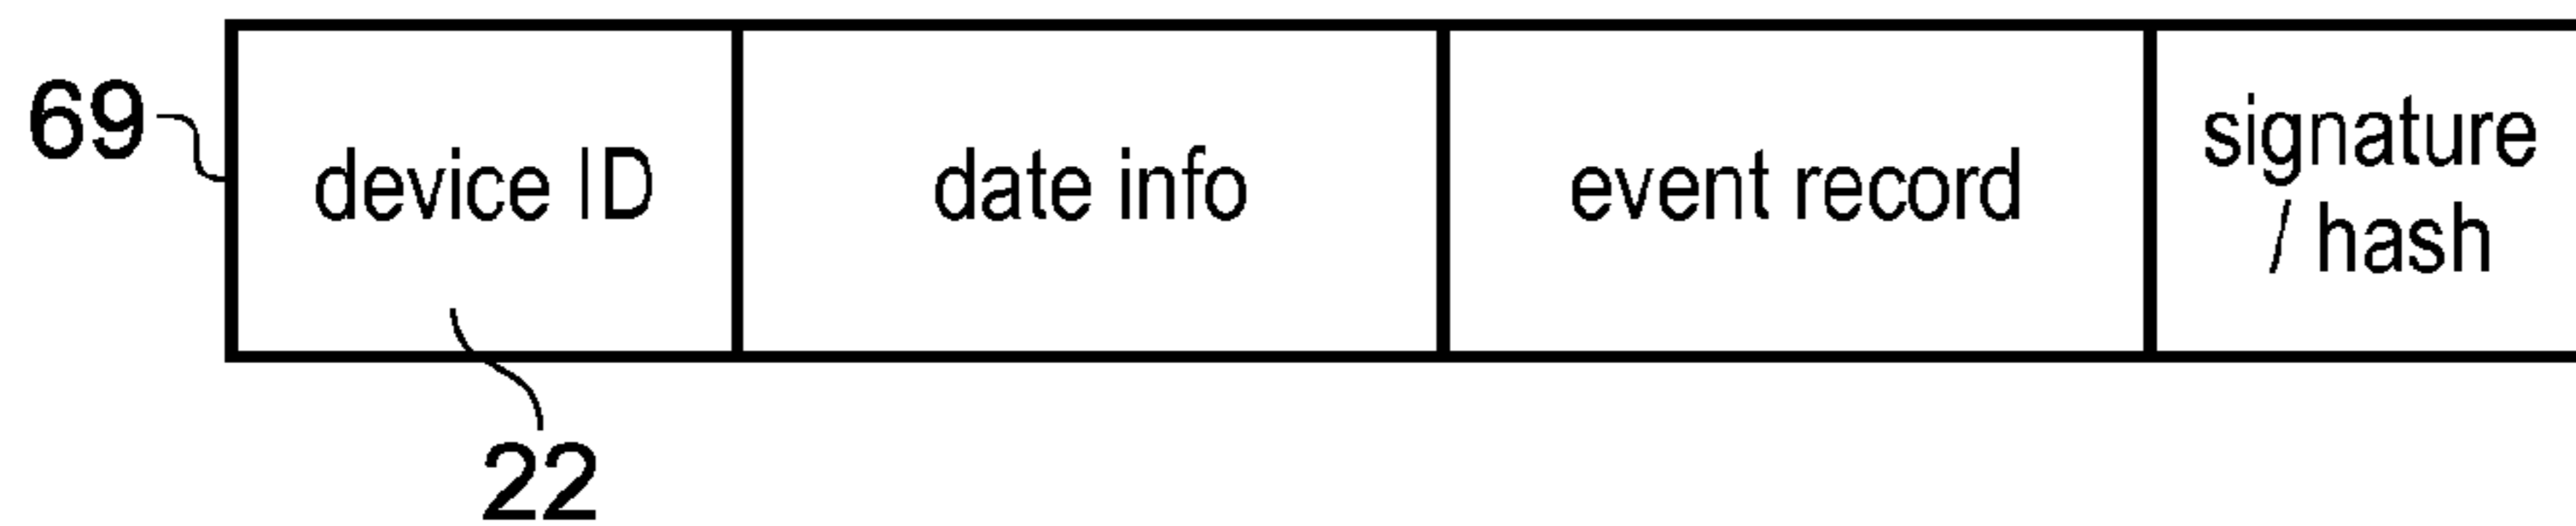 69
device ID
date info
event record
signature
/ hash
22